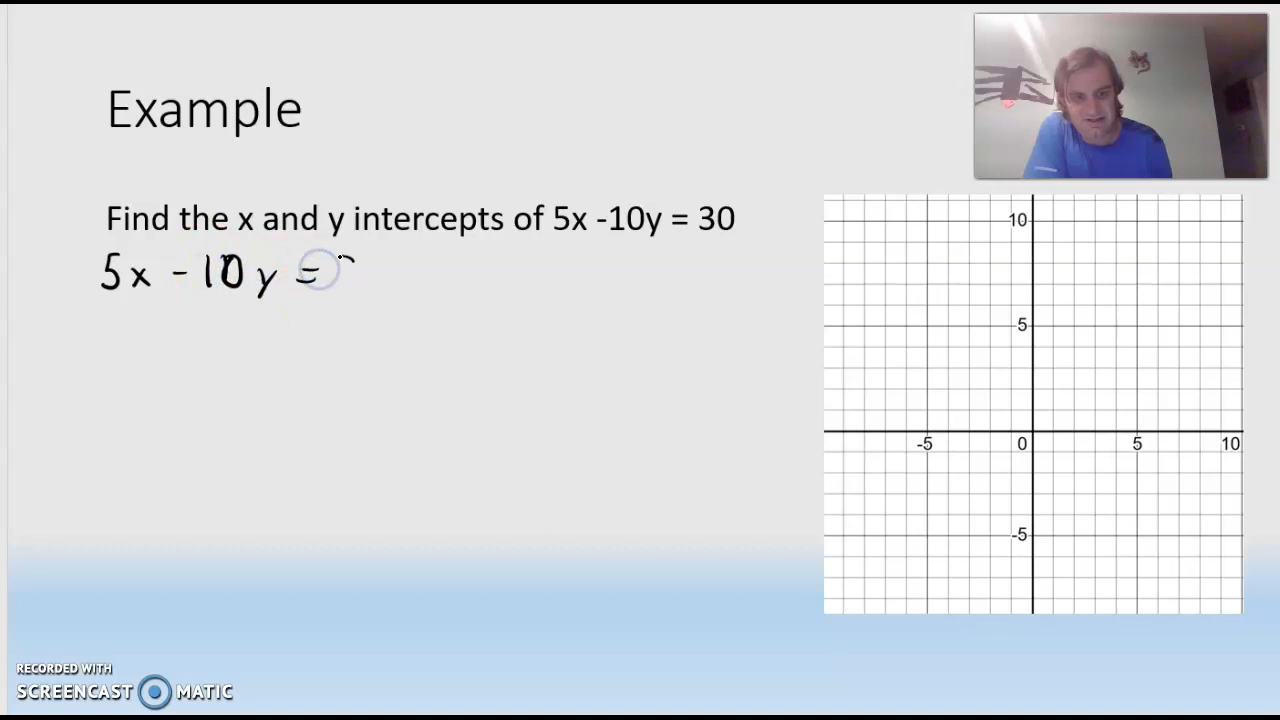 Example
Find the x and y intercepts of 5x -10y = 30
5x - 10y =
10
5
-5
0
5
10
-5
RECORDED WITH
SCREENCAST MATIC